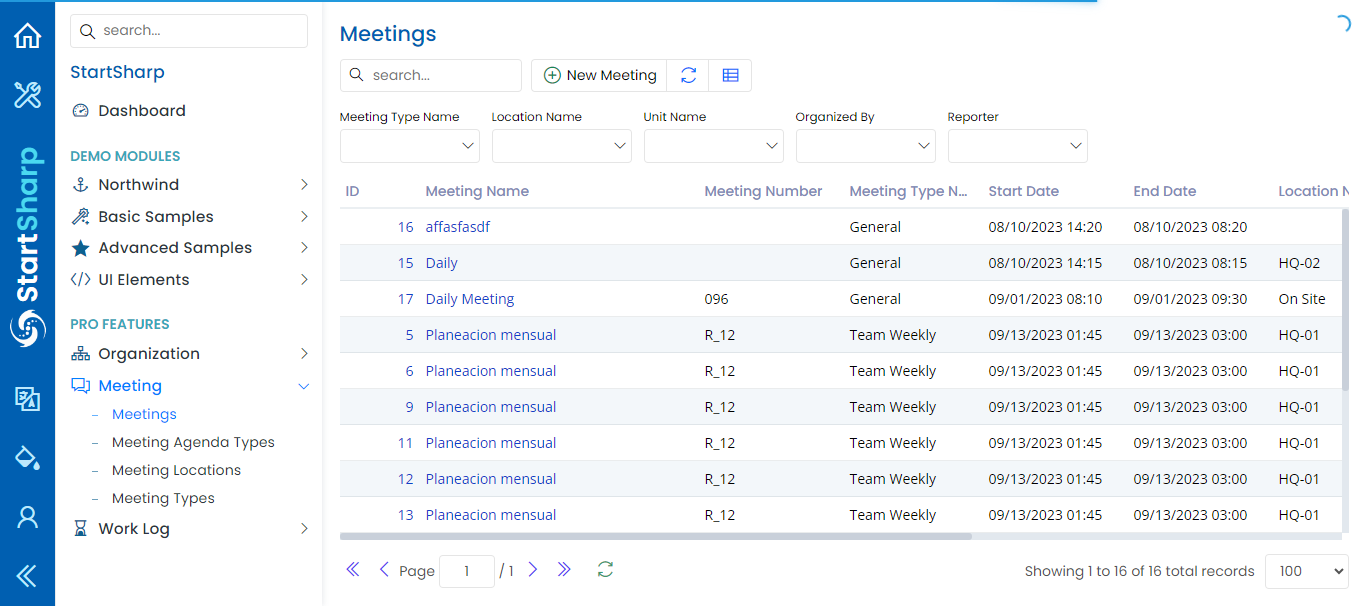 StartSharp
search...
StartSharp
Dashboard
DEMO MODULES
Northwind
Basic Samples
Advanced Samples
UI Elements
PRO FEATURES
Organization
Meeting
Meetings
Meeting Agenda Types
Meeting Locations
Meeting Types
Work Log
Meetings
search...
New Meeting
Meeting Type Name Location Name Unit Name Organized By Reporter
ID Meeting Name Meeting Number Meeting Type N... Start Date End Date Location N
16 affasfasdf General 08/10/2023 14:20 08/10/2023 08:20
15 Daily General 08/10/2023 14:15 08/10/2023 08:15 HQ-02
17 Daily Meeting 096 General 09/01/2023 08:10 09/01/2023 09:30 On Site
5 Planeacion mensual R_12 Team Weekly 09/13/2023 01:45 09/13/2023 03:00 HQ-01
6 Planeacion mensual R_12 Team Weekly 09/13/2023 01:45 09/13/2023 03:00 HQ-01
9 Planeacion mensual R_12 Team Weekly 09/13/2023 01:45 09/13/2023 03:00 HQ-01
11 Planeacion mensual R_12 Team Weekly 09/13/2023 01:45 09/13/2023 03:00 HQ-01
12 Planeacion mensual R_12 Team Weekly 09/13/2023 01:45 09/13/2023 03:00 HQ-01
13 Planeacion mensual R_12 Team Weekly 09/13/2023 01:45 09/13/2023 03:00 HQ-01
Page 1 / 1 Showing 1 to 16 of 16 total records 100